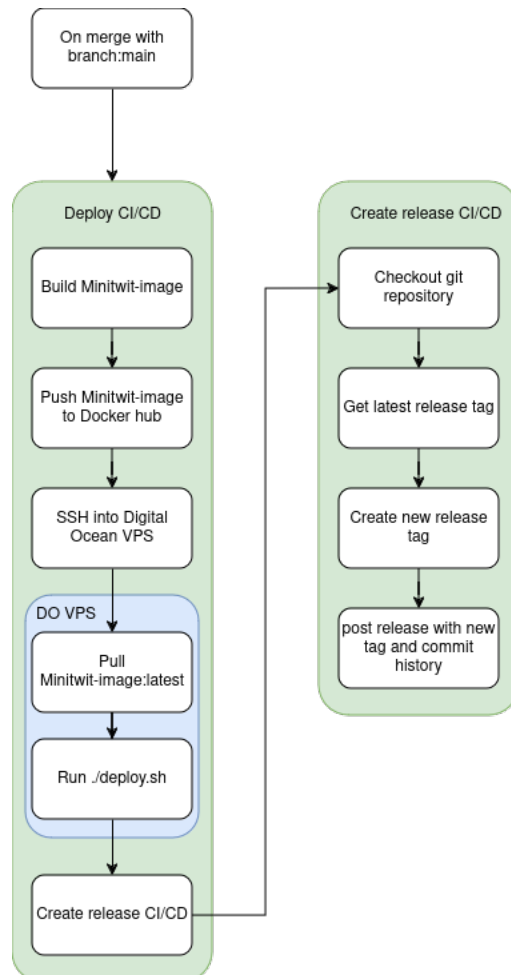 On merge with
branch:main
Deploy CI/CD
Build Minitwit-image
Push Minitwit-image
to Docker hub
SSH into Digital
Ocean VPS
DO VPS
Pull
Minitwit-image:latest
Run ./deploy.sh
Create release CI/CD
Create release CI/CD
Checkout git
repository
Get latest release tag
Create new release
tag
post release with new
tag and commit
history